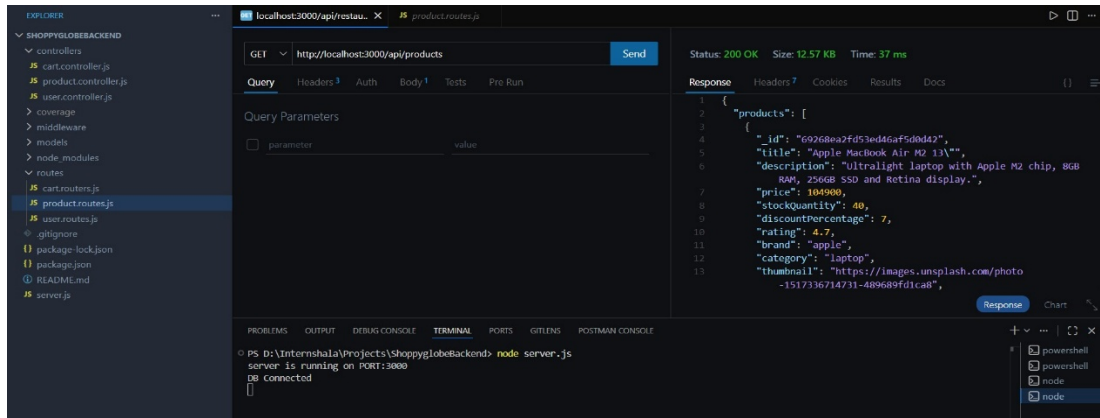 EXPLORER ...
SHOPPYGLOBEBACKEND
controllers
JS cart.controller.js
JS product.controller.js
JS user.controller.js
coverage
middleware
models
node_modules
routes
JS cart.routers.js
JS product.routes.js
JS user.routes.js
.gitignore
{} package-lock.json
{} package.json
README.md
JS server.js
localhost:3000/api/restau.. ×
JS product.routes.js
GET http://localhost:3000/api/products Send
Query Headers 3 Auth Body 1 Tests Pre Run
Query Parameters
parameter value
Status: 200 OK Size: 12.57 KB Time: 37 ms
Response Headers 7 Cookies Results Docs {}
1 {
2 "products": [
3 {
4 "_id": "69268ea2fd53ed46af5d0d42",
5 "title": "Apple MacBook Air M2 13\"",
6 "description": "Ultralight laptop with Apple M2 chip, 8GB
RAM, 256GB SSD and Retina display.",
7 "price": 104900,
8 "stockQuantity": 40,
9 "discountPercentage": 7,
10 "rating": 4.7,
11 "brand": "apple",
12 "category": "laptop",
13 "thumbnail": "https://images.unsplash.com/photo
-1517336714731-489689fd1ca8",
Response Chart
PROBLEMS OUTPUT DEBUG CONSOLE TERMINAL PORTS GITLENS POSTMAN CONSOLE
PS D:\Internshala\Projects\ShoppyglobeBackend> node server.js
server is running on PORT:3000
DB Connected
powershell
powershell
node
node